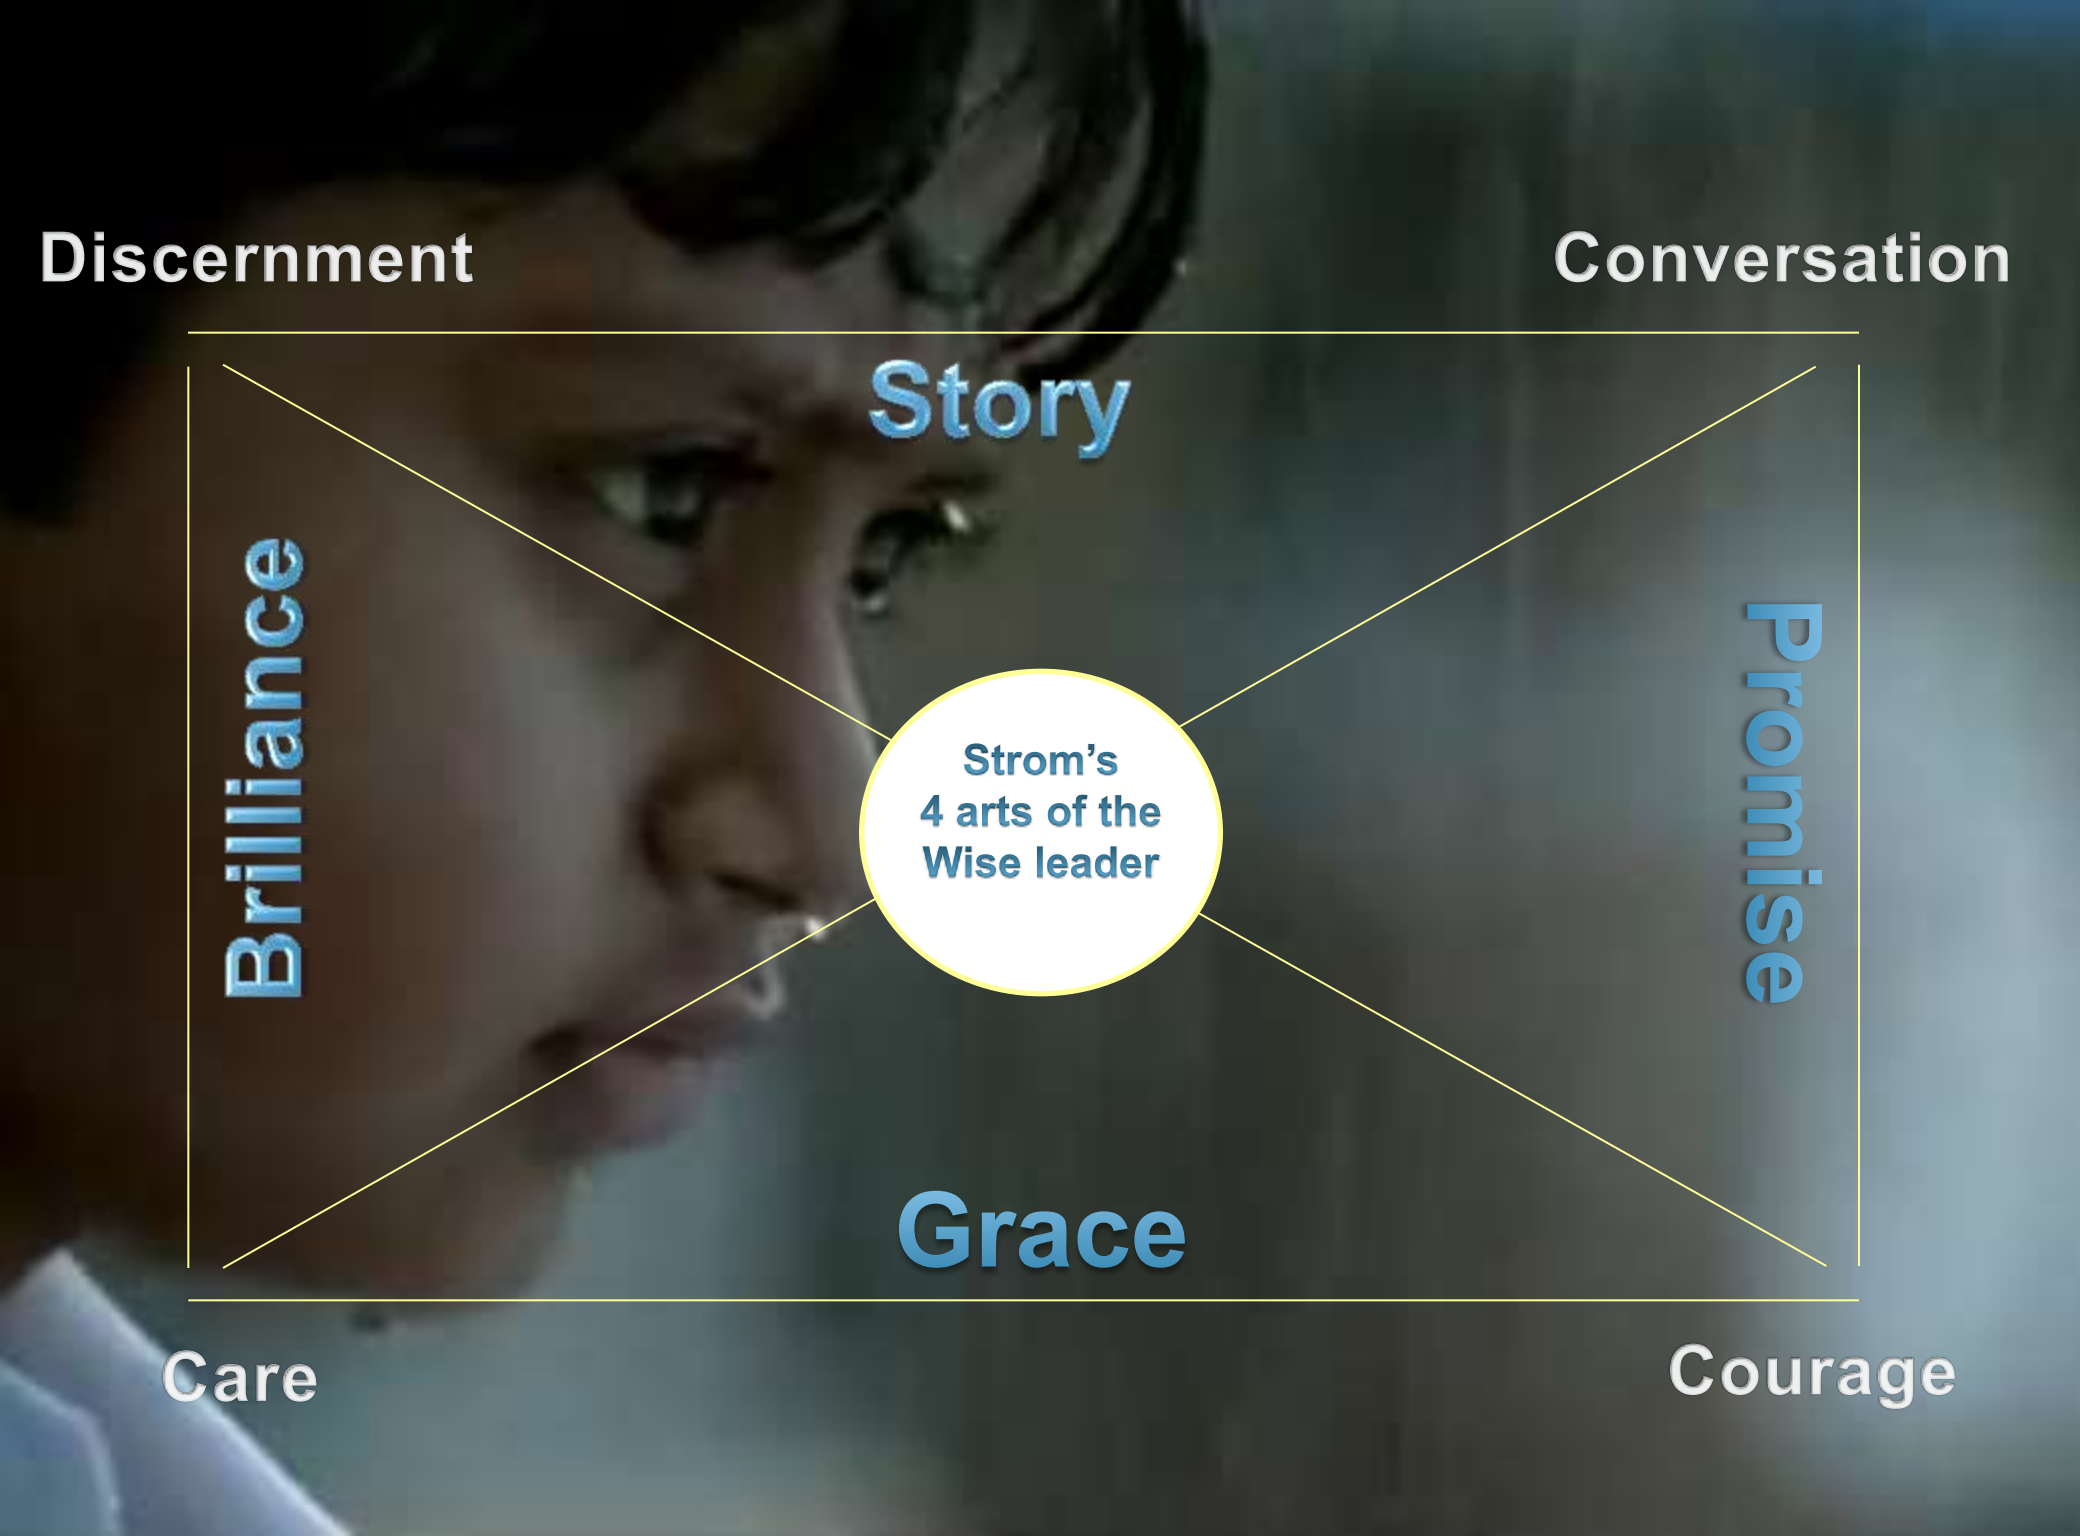 Discernment
Conversation
Story
Brilliance
Promise
Strom’s
4 arts of the
Wise leader
Grace
Care
Courage